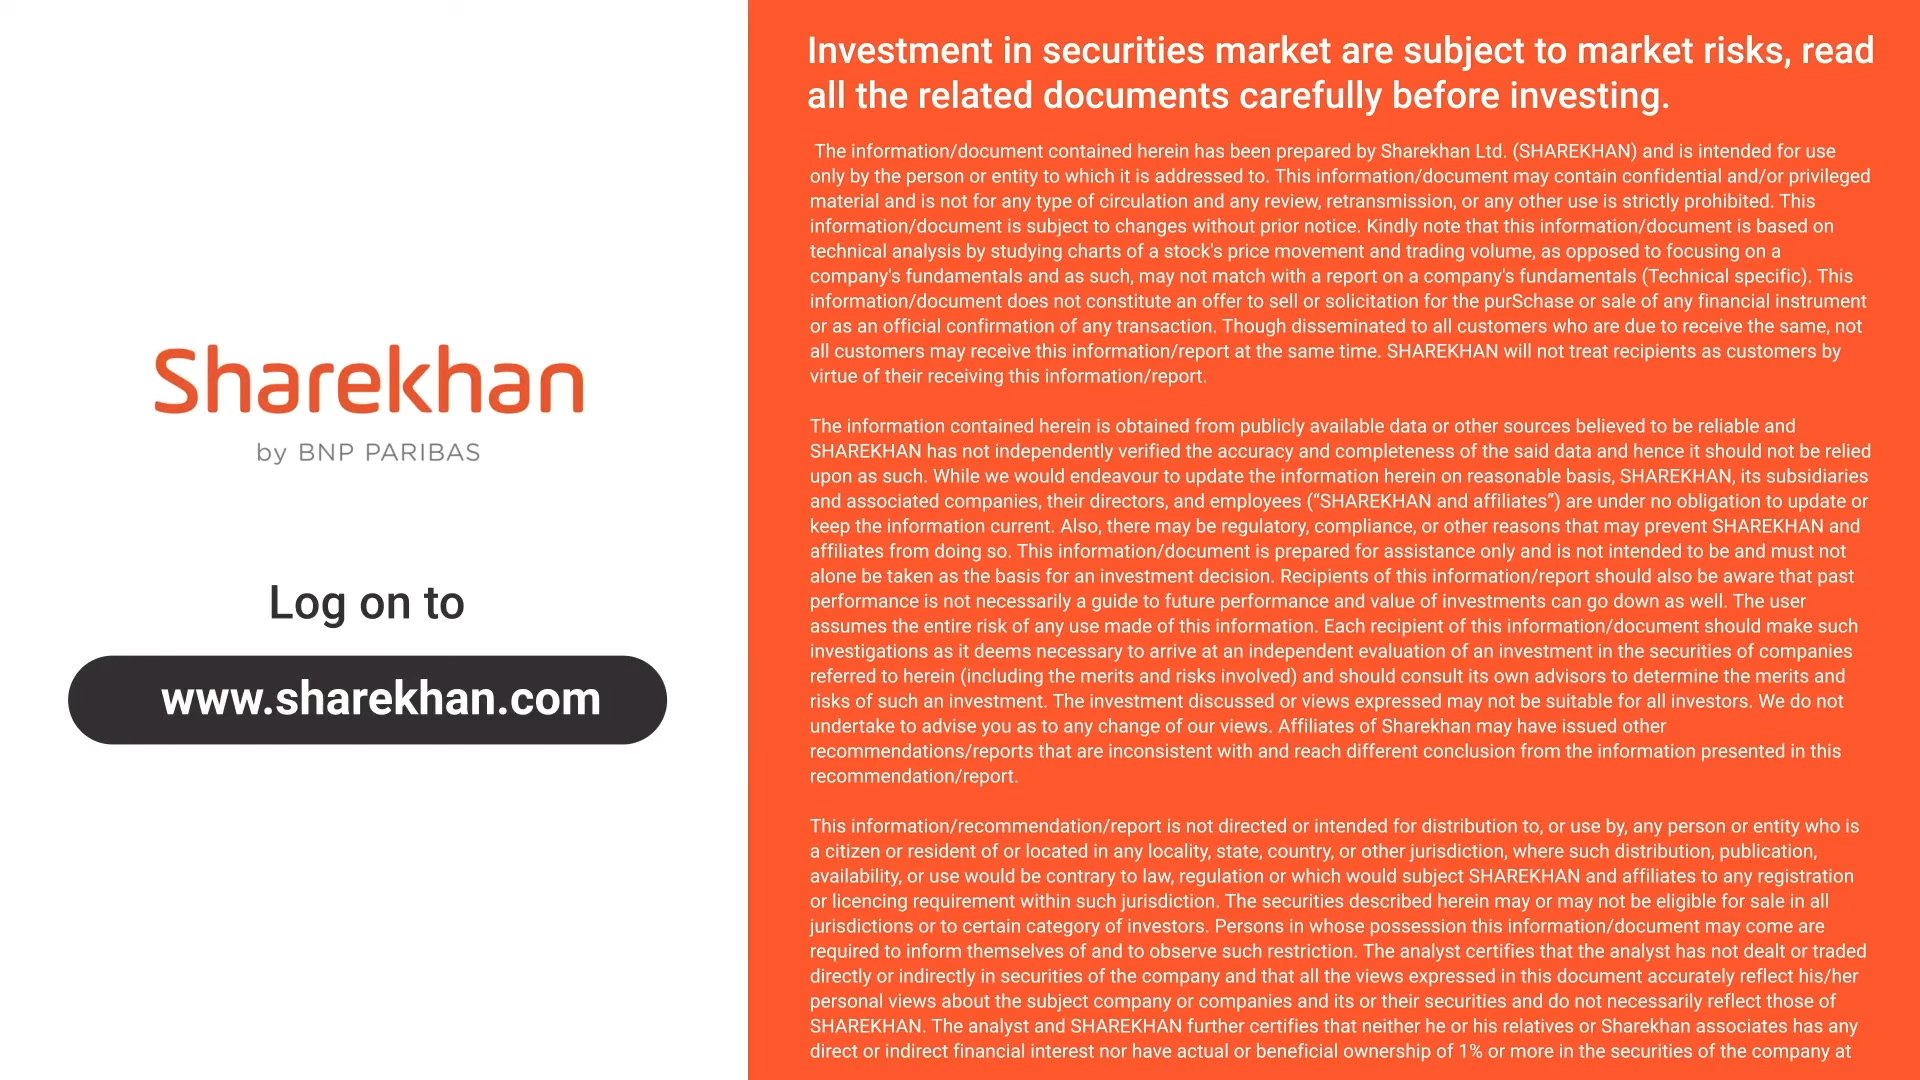 Sharekhan
by BNP PARIBAS
Log on to
www.sharekhan.com
Investment in securities market are subject to market risks, read
all the related documents carefully before investing.
The information/document contained herein has been prepared by Sharekhan Ltd. (SHAREKHAN) and is intended for use
only by the person or entity to which it is addressed to. This information/document may contain confidential and/or privileged
material and is not for any type of circulation and any review, retransmission, or any other use is strictly prohibited. This
information/document is subject to changes without prior notice. Kindly note that this information/document is based on
technical analysis by studying charts of a stock's price movement and trading volume, as opposed to focusing on a
company's fundamentals and as such, may not match with a report on a company's fundamentals (Technical specific). This
information/document does not constitute an offer to sell or solicitation for the purSchase or sale of any financial instrument
or as an official confirmation of any transaction. Though disseminated to all customers who are due to receive the same, not
all customers may receive this information/report at the same time. SHAREKHAN will not treat recipients as customers by
virtue of their receiving this information/report.
The information contained herein is obtained from publicly available data or other sources believed to be reliable and
SHAREKHAN has not independently verified the accuracy and completeness of the said data and hence it should not be relied
upon as such. While we would endeavour to update the information herein on reasonable basis, SHAREKHAN, its subsidiaries
and associated companies, their directors, and employees (“SHAREKHAN and affiliates”) are under no obligation to update or
keep the information current. Also, there may be regulatory, compliance, or other reasons that may prevent SHAREKHAN and
affiliates from doing so. This information/document is prepared for assistance only and is not intended to be and must not
alone be taken as the basis for an investment decision. Recipients of this information/report should also be aware that past
performance is not necessarily a guide to future performance and value of investments can go down as well. The user
assumes the entire risk of any use made of this information. Each recipient of this information/document should make such
investigations as it deems necessary to arrive at an independent evaluation of an investment in the securities of companies
referred to herein (including the merits and risks involved) and should consult its own advisors to determine the merits and
risks of such an investment. The investment discussed or views expressed may not be suitable for all investors. We do not
undertake to advise you as to any change of our views. Affiliates of Sharekhan may have issued other
recommendations/reports that are inconsistent with and reach different conclusion from the information presented in this
recommendation/report.
This information/recommendation/report is not directed or intended for distribution to, or use by, any person or entity who is
a citizen or resident of or located in any locality, state, country, or other jurisdiction, where such distribution, publication,
availability, or use would be contrary to law, regulation or which would subject SHAREKHAN and affiliates to any registration
or licencing requirement within such jurisdiction. The securities described herein may or may not be eligible for sale in all
jurisdictions or to certain category of investors. Persons in whose possession this information/document may come are
required to inform themselves of and to observe such restriction. The analyst certifies that the analyst has not dealt or traded
directly or indirectly in securities of the company and that all the views expressed in this document accurately reflect his/her
personal views about the subject company or companies and its or their securities and do not necessarily reflect those of
SHAREKHAN. The analyst and SHAREKHAN further certifies that neither he or his relatives or Sharekhan associates has any
direct or indirect financial interest nor have actual or beneficial ownership of 1% or more in the securities of the company at